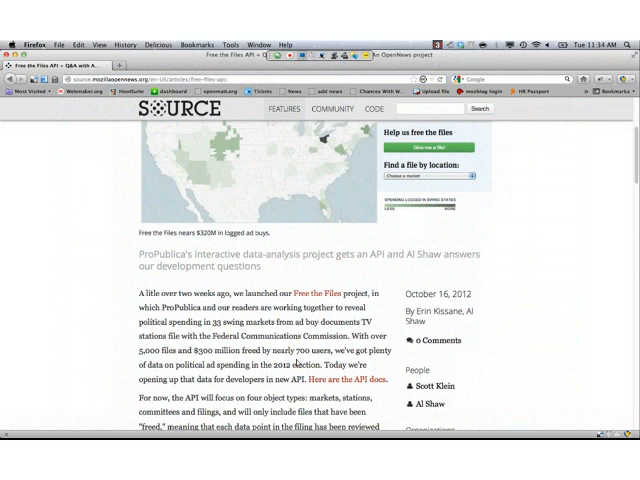 Firefox File Edit View History Delicious Bookmarks Tools Window Help
Tue 11:34 AM
Free the Files API + Q
An OpenNews project
Free the Files API + Q&A with A...
source.mozillaopennews.org/en-US/articles/free-files-api/
Google
Most Visited
Webmaker.org
HootSuite
dashboard
openmatt.org
Tickets
News
add news
Chances With W...
Upload file
mozblog login
HR Passport
Bookmarks
SOURCE
FEATURES COMMUNITY CODE
Search
Help us free the files
Give me a file!
Find a file by location:
Choose a market
SPENDING LOGGED IN SWING STATES
LESS MORE
Free the Files nears $320M in logged ad buys.
ProPublica's interactive data-analysis project gets an API and Al Shaw answers
our development questions
A litle over two weeks ago, we launched our Free the Files project, in
which ProPublica and our readers are working together to reveal
political spending in 33 swing markets from ad buy documents TV
stations file with the Federal Communications Commission. With over
5,000 files and $300 million freed by nearly 700 users, we've got plenty
of data on political ad spending in the 2012 election. Today we're
opening up that data for developers in new API. Here are the API docs.
For now, the API will focus on four object types: markets, stations,
committees and filings, and will only include files that have been
"freed," meaning that each data point in the filing has been reviewed
October 16, 2012
By Erin Kissane, Al
Shaw
0 Comments
People
Scott Klein
Al Shaw
Organizations